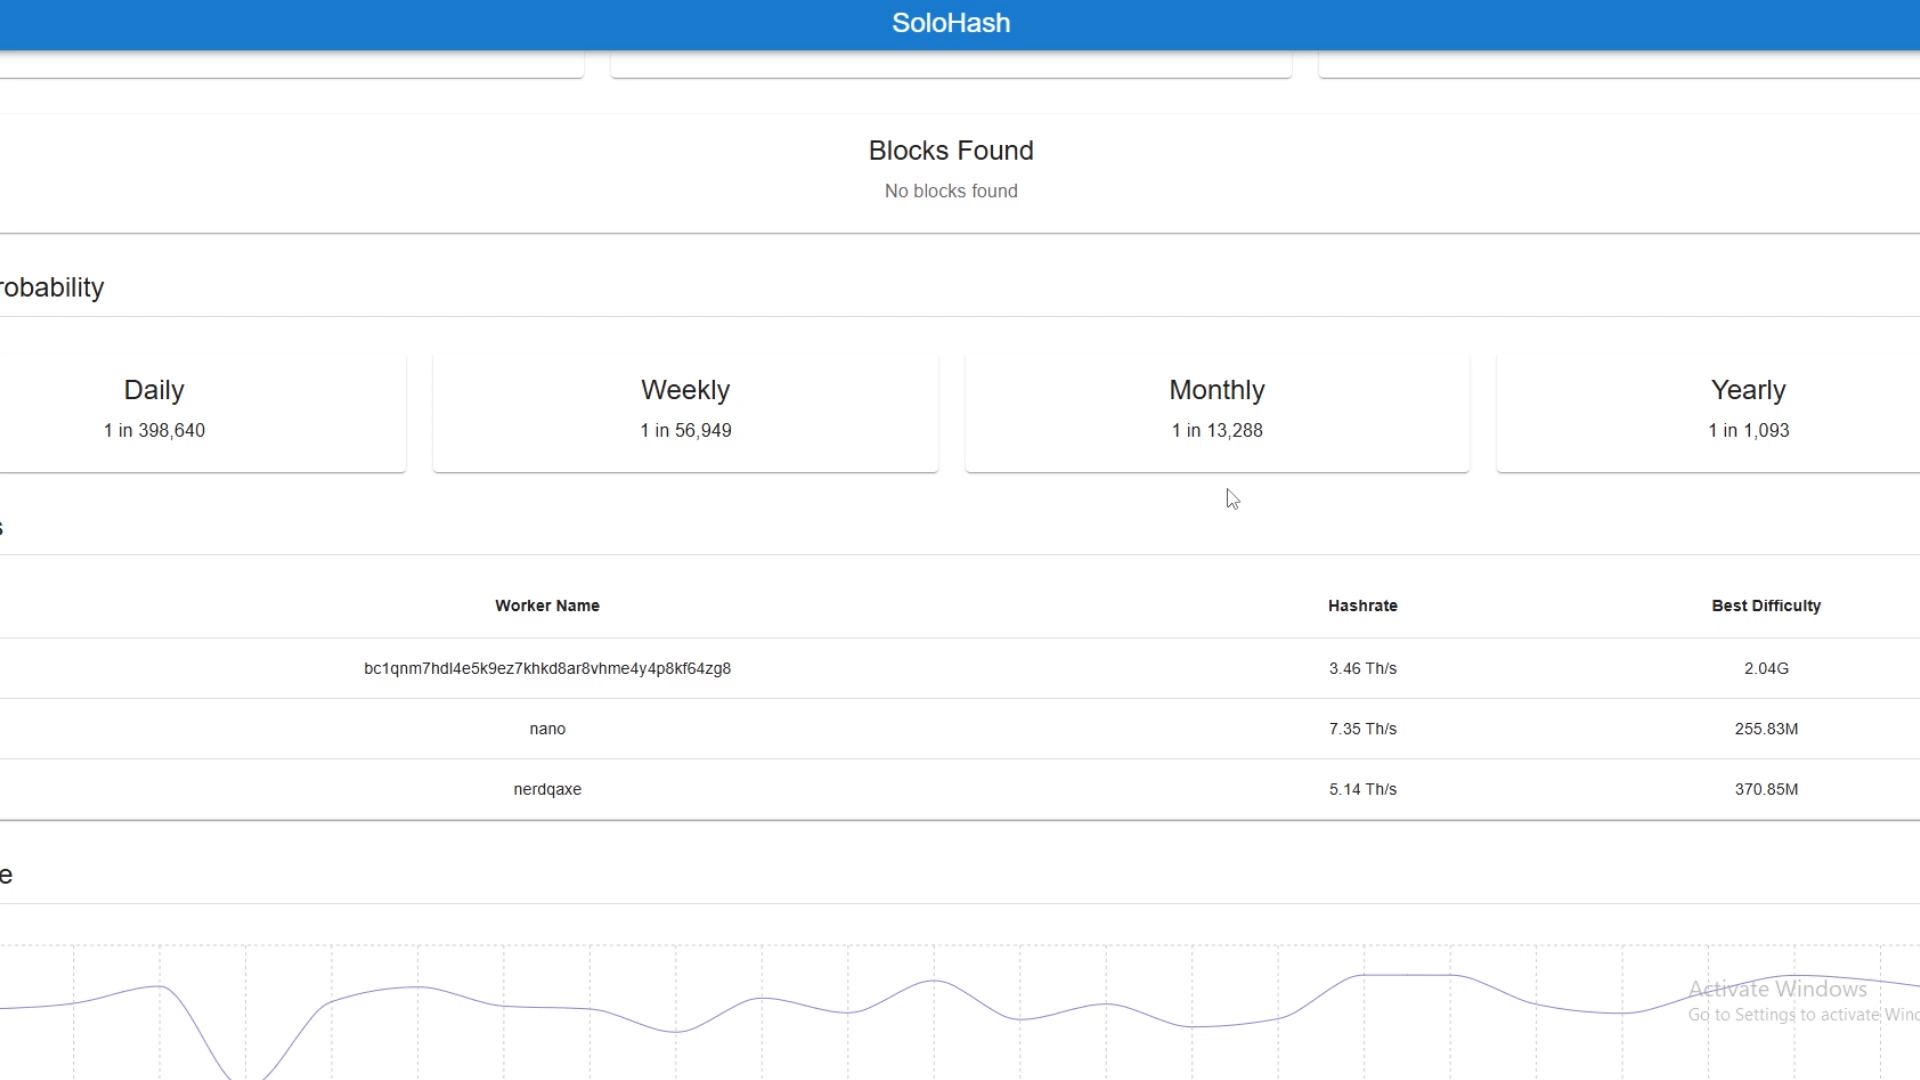 SoloHash
Blocks Found
No blocks found
robability
Daily
Weekly
Monthly
Yearly
1 in 398,640
1 in 56,949
1 in 13,288
1 in 1,093
s
Worker Name
Hashrate
Best Difficulty
bc1qnm7hdl4e5k9ez7khkd8ar8vhme4y4p8kf64zg8
3.46 Th/s
2.04G
nano
7.35 Th/s
255.83M
nerdqaxe
5.14 Th/s
370.85M
e
Activate Windows
Go to Settings to activate Winc